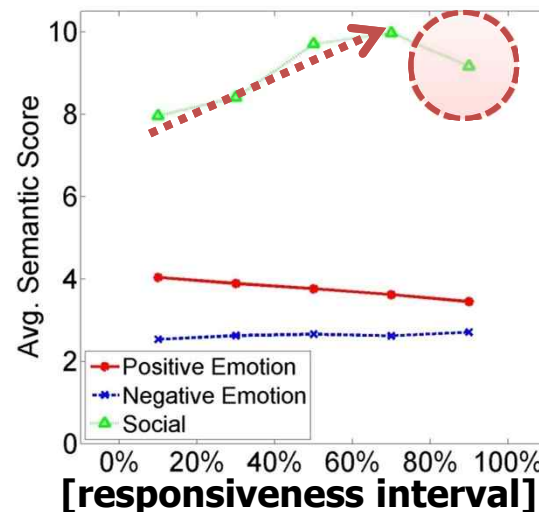 Avg. Semantic Score
10
8
6
4
2
0
Positive Emotion
Negative Emotion
Social
0% 20% 40% 60% 80% 100%
[responsiveness interval]